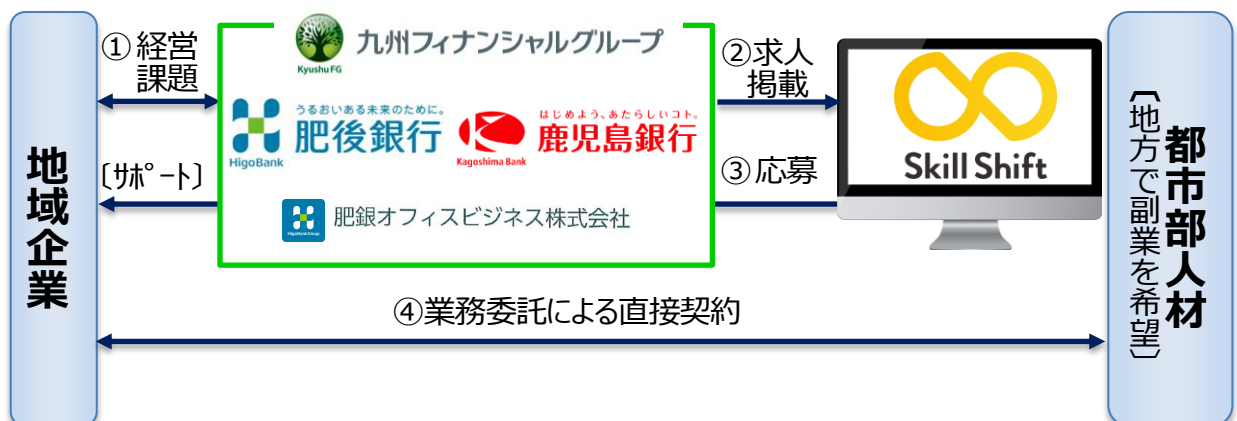 地域企業
①経営
課題
〔サポート〕
九州フィナンシャルグループ
KyushuFG
うるおいある未来のために。
肥後銀行
HigoBank
はじめよう、あたらしいコト。
鹿児島銀行
Kagoshima Bank
肥銀オフィスビジネス株式会社
HigoBank Group
②求人
掲載
③応募
Skill Shift
④業務委託による直接契約
都市部人材
〔地方で副業を希望〕